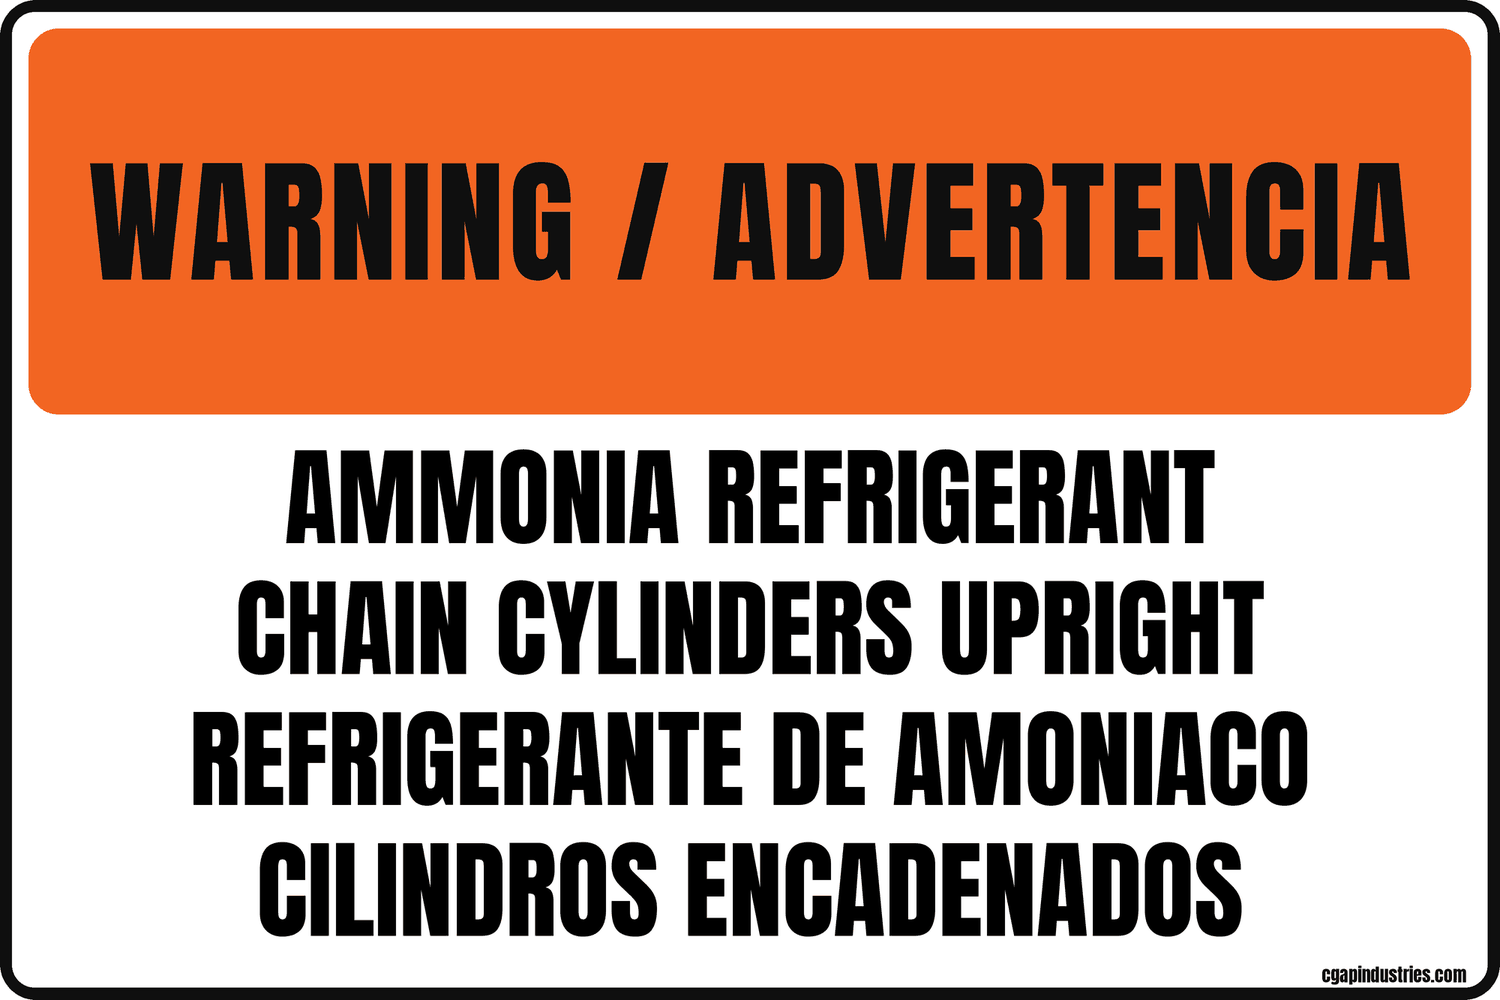 WARNING / ADVERTENCIA
AMMONIA REFRIGERANT
CHAIN CYLINDERS UPRIGHT
REFRIGERANTE DE AMONIACO
CILINDROS ENCADENADOS
cgapindustries.com